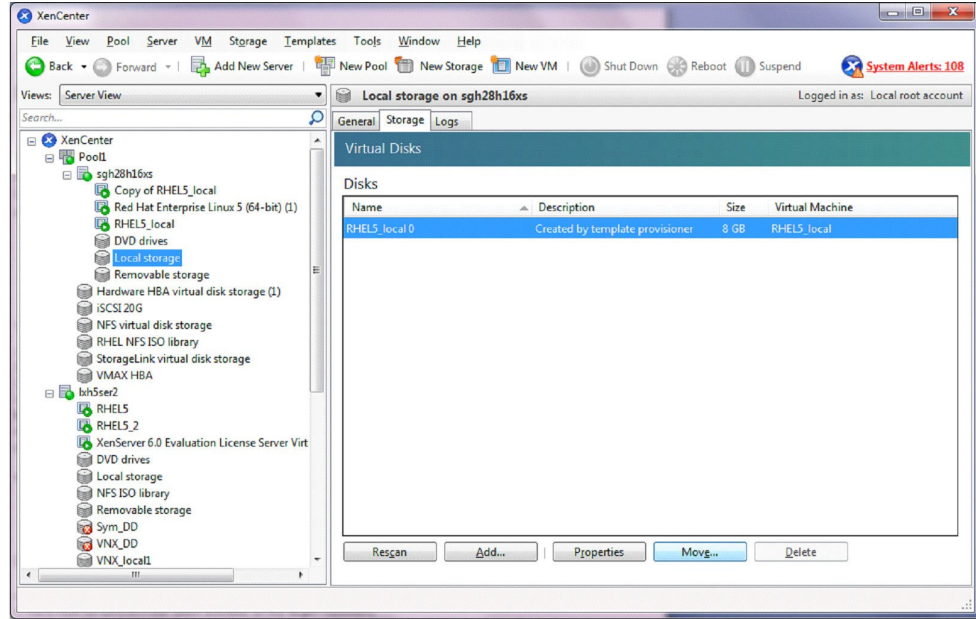 XenCenter
File View Pool Server VM Storage Templates Tools Window Help
Back Forward Add New Server New Pool New Storage New VM Shut Down Reboot Suspend System Alerts: 108
Views: Server View
Local storage on sgh28h16xs Logged in as: Local root account
Search...
General Storage Logs
XenCenter
Pool1
sgh28h16xs
Copy of RHEL5_local
Red Hat Enterprise Linux 5 (64-bit) (1)
RHEL5_local
DVD drives
Local storage
Removable storage
Hardware HBA virtual disk storage (1)
iSCSI 20G
NFS virtual disk storage
RHEL NFS ISO library
StorageLink virtual disk storage
VMAX HBA
lxh5ser2
RHEL5
RHEL5_2
XenServer 6.0 Evaluation License Server Virt
DVD drives
Local storage
NFS ISO library
Removable storage
Sym_DD
VNX_DD
VNX_local1
Virtual Disks
Disks
Name Description Size Virtual Machine
RHEL5_local 0 Created by template provisioner 8 GB RHEL5_local
Rescan Add... Properties Move... Delete